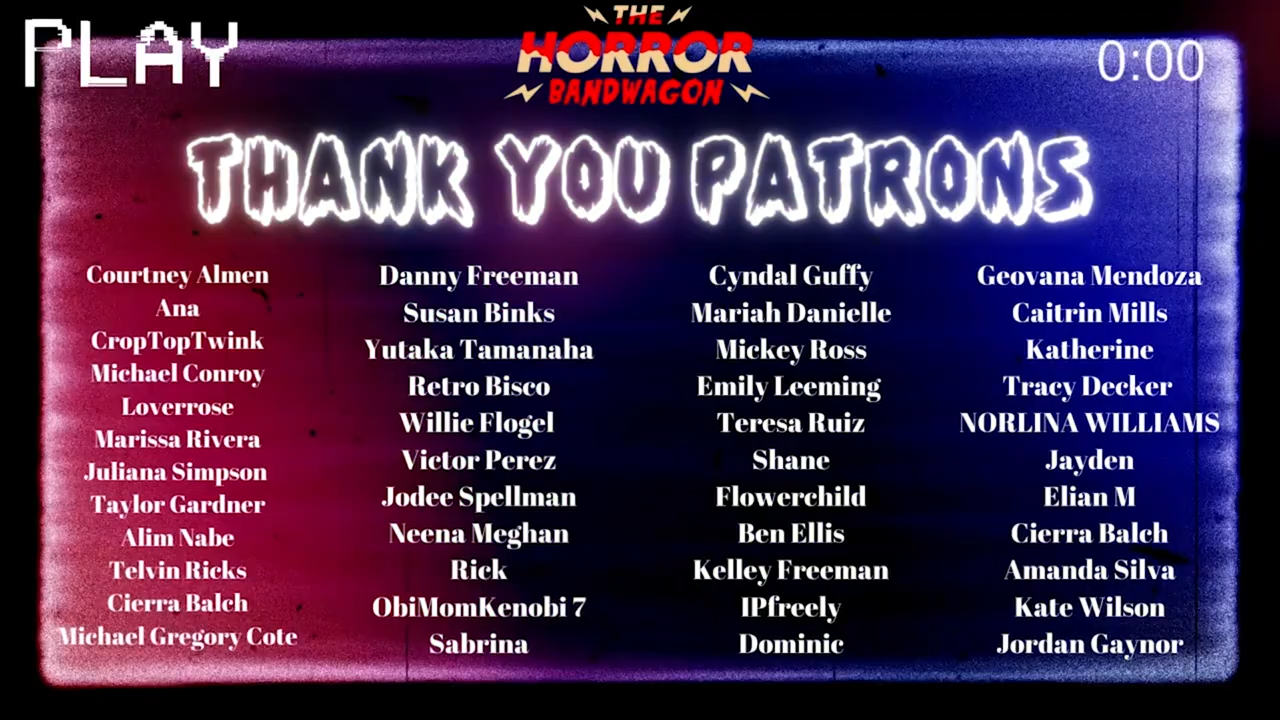 PLAY
THE
HORROR
BANDWAGON
0:00
THANK YOU PATRONS
Courtney Almen
Ana
CropTopTwink
Michael Conroy
Loverrose
Marissa Rivera
Juliana Simpson
Taylor Gardner
Alim Nabe
Telvin Ricks
Cierra Balch
Michael Gregory Cote
Danny Freeman
Susan Binks
Yutaka Tamanaha
Retro Bisco
Willie Flogel
Victor Perez
Jodee Spellman
Neena Meghan
Rick
ObiMomKenobi 7
Sabrina
Cyndal Guffy
Mariah Danielle
Mickey Ross
Emily Leeming
Teresa Ruiz
Shane
Flowerchild
Ben Ellis
Kelley Freeman
IPfreely
Dominic
Geovana Mendoza
Caitrin Mills
Katherine
Tracy Decker
NORLINA WILLIAMS
Jayden
Elian M
Cierra Balch
Amanda Silva
Kate Wilson
Jordan Gaynor